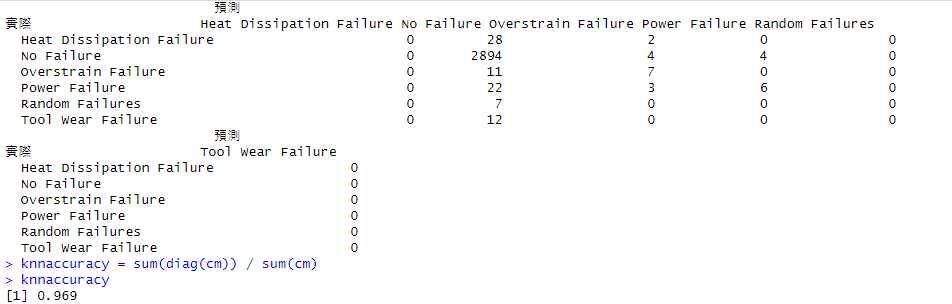 預測
實際 Heat Dissipation Failure No Failure Overstrain Failure Power Failure Random Failures
Heat Dissipation Failure 0 28 2 0 0
No Failure 0 2894 4 4 0
Overstrain Failure 0 11 7 0 0
Power Failure 0 22 3 6 0
Random Failures 0 7 0 0 0
Tool Wear Failure 0 12 0 0 0
預測
實際 Tool Wear Failure
Heat Dissipation Failure 0
No Failure 0
Overstrain Failure 0
Power Failure 0
Random Failures 0
Tool Wear Failure 0
> knnaccuracy = sum(diag(cm)) / sum(cm)
> knnaccuracy
[1] 0.969